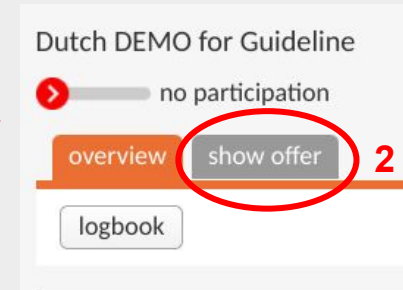 Dutch DEMO for Guideline
no participation
overview show offer 2
logbook